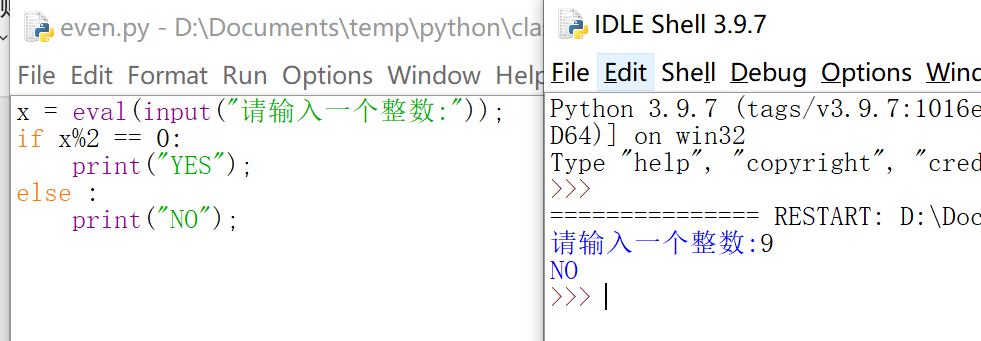 even.py - D:\Documents\temp\python\cla
File Edit Format Run Options Window Help
x = eval(input("请输入一个整数:"));
if x%2 == 0:
    print("YES");
else :
    print("NO");
IDLE Shell 3.9.7
File Edit Shell Debug Options Wind
Python 3.9.7 (tags/v3.9.7:1016e
D64)] on win32
Type "help", "copyright", "cred
>>>
=============== RESTART: D:\Doc
请输入一个整数:9
NO
>>>